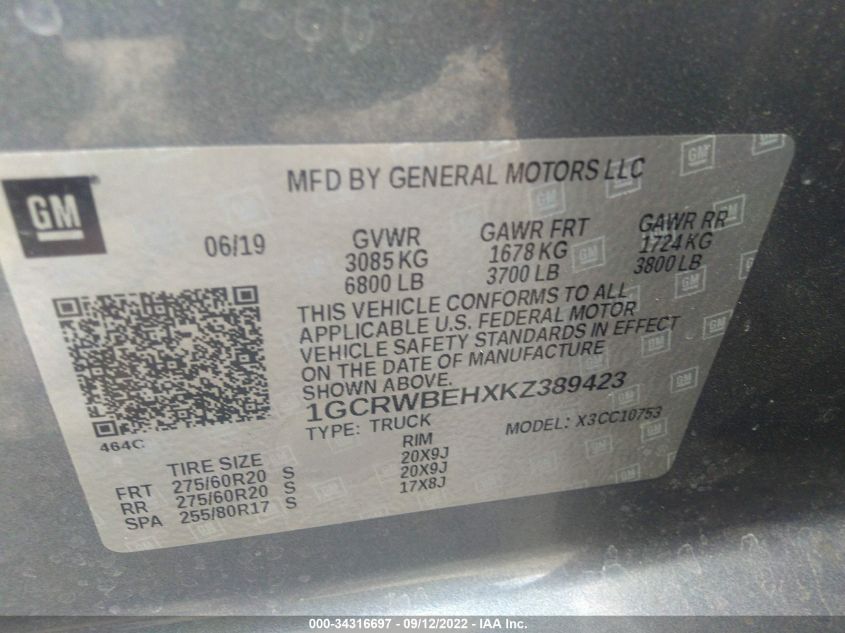 MFD BY GENERAL MOTORS LLC
GM
06/19 GVWR GAWR FRT GAWR RR
3085 KG 1678 KG 1724 KG
6800 LB 3700 LB 3800 LB
THIS VEHICLE CONFORMS TO ALL
APPLICABLE U.S. FEDERAL MOTOR
VEHICLE SAFETY STANDARDS IN EFFECT
ON THE DATE OF MANUFACTURE
SHOWN ABOVE.
1GCRWBEHXKZ389423
TYPE: TRUCK MODEL: X3CC10753
464C
TIRE SIZE RIM
FRT 275/60R20 S 20X9J
RR 275/60R20 S 20X9J
SPA 255/80R17 S 17X8J
000-34316697 - 09/12/2022 - IAA Inc.